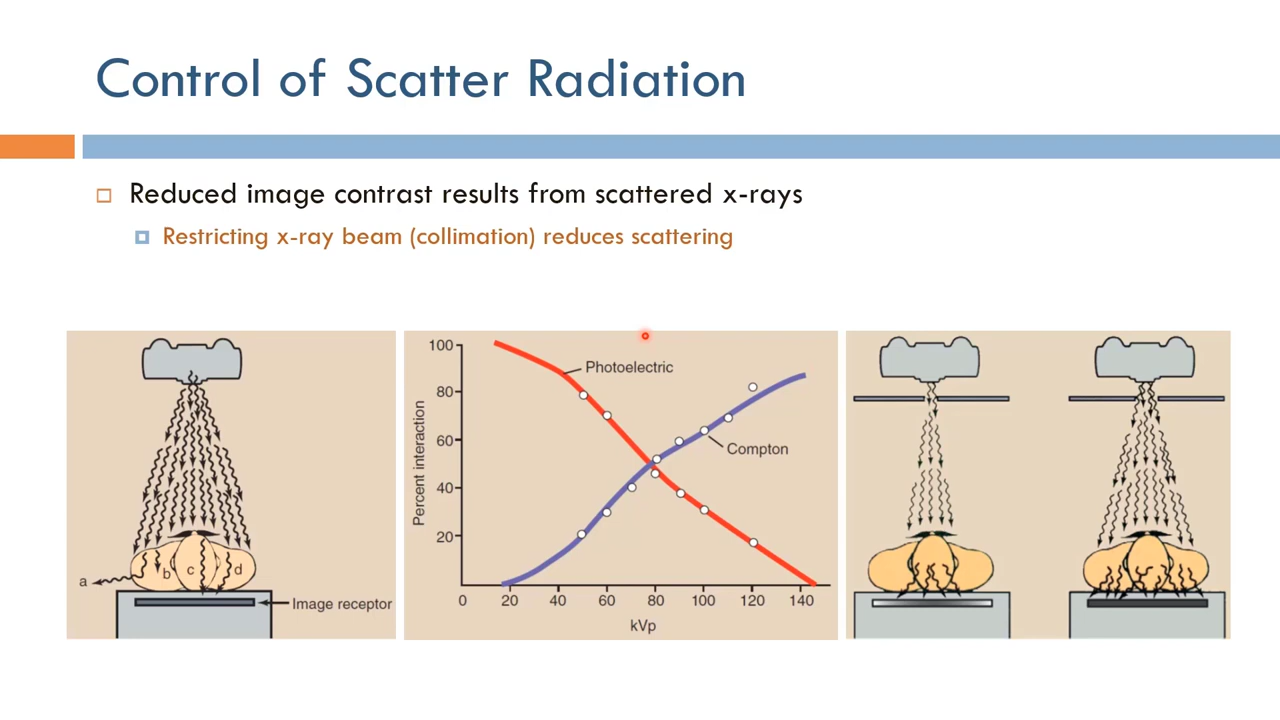 Control of Scatter Radiation
Reduced image contrast results from scattered x-rays
Restricting x-ray beam (collimation) reduces scattering
a
b
c
d
Image receptor
100
80
60
40
20
Percent interaction
Photoelectric
Compton
0 20 40 60 80 100 120 140
kVp